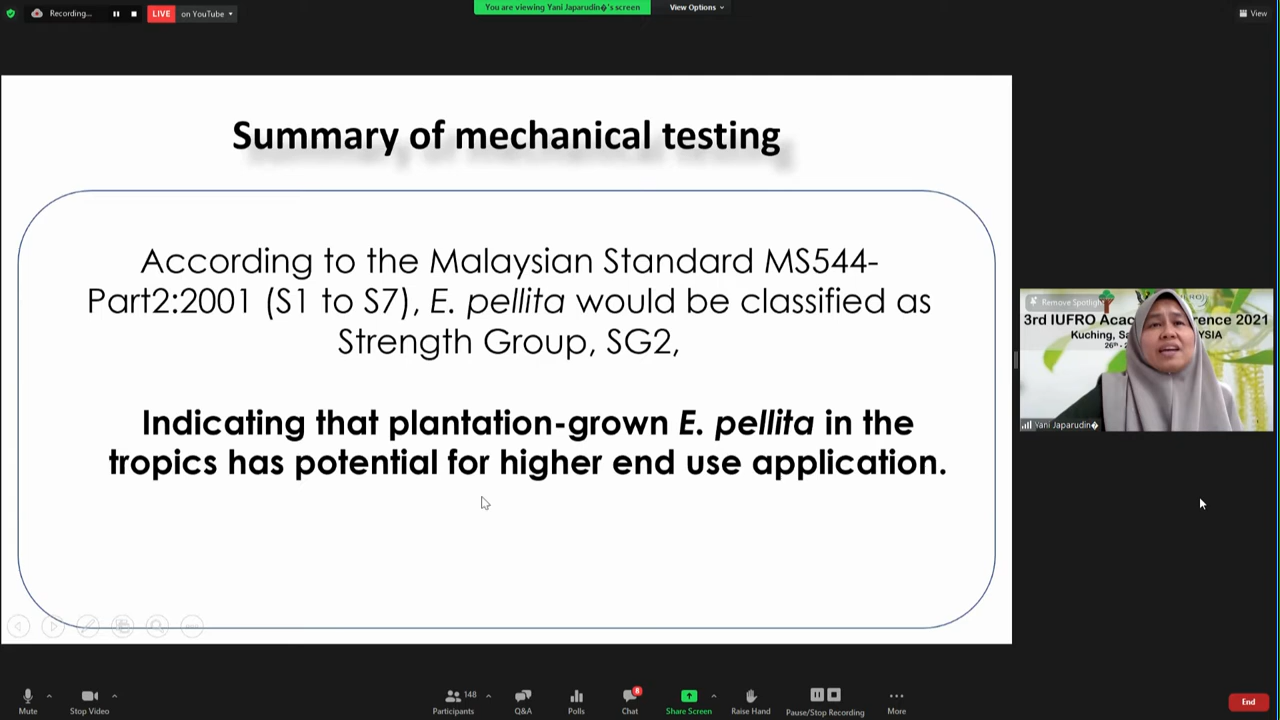 Recording...
LIVE
on YouTube
You are viewing Yani Japarudin�'s screen
View Options
View
Summary of mechanical testing
According to the Malaysian Standard MS544-
Part2:2001 (S1 to S7), E. pellita would be classified as
Strength Group, SG2,
Indicating that plantation-grown E. pellita in the
tropics has potential for higher end use application.
Remove Spotlight
3rd IUFRO Aca rence 2021
Kuching, Sa YSIA
26th
Yani Japarudin�
Mute
Stop Video
148
Participants
Q&A
Polls
8
Chat
Share Screen
Raise Hand
Pause/Stop Recording
More
End